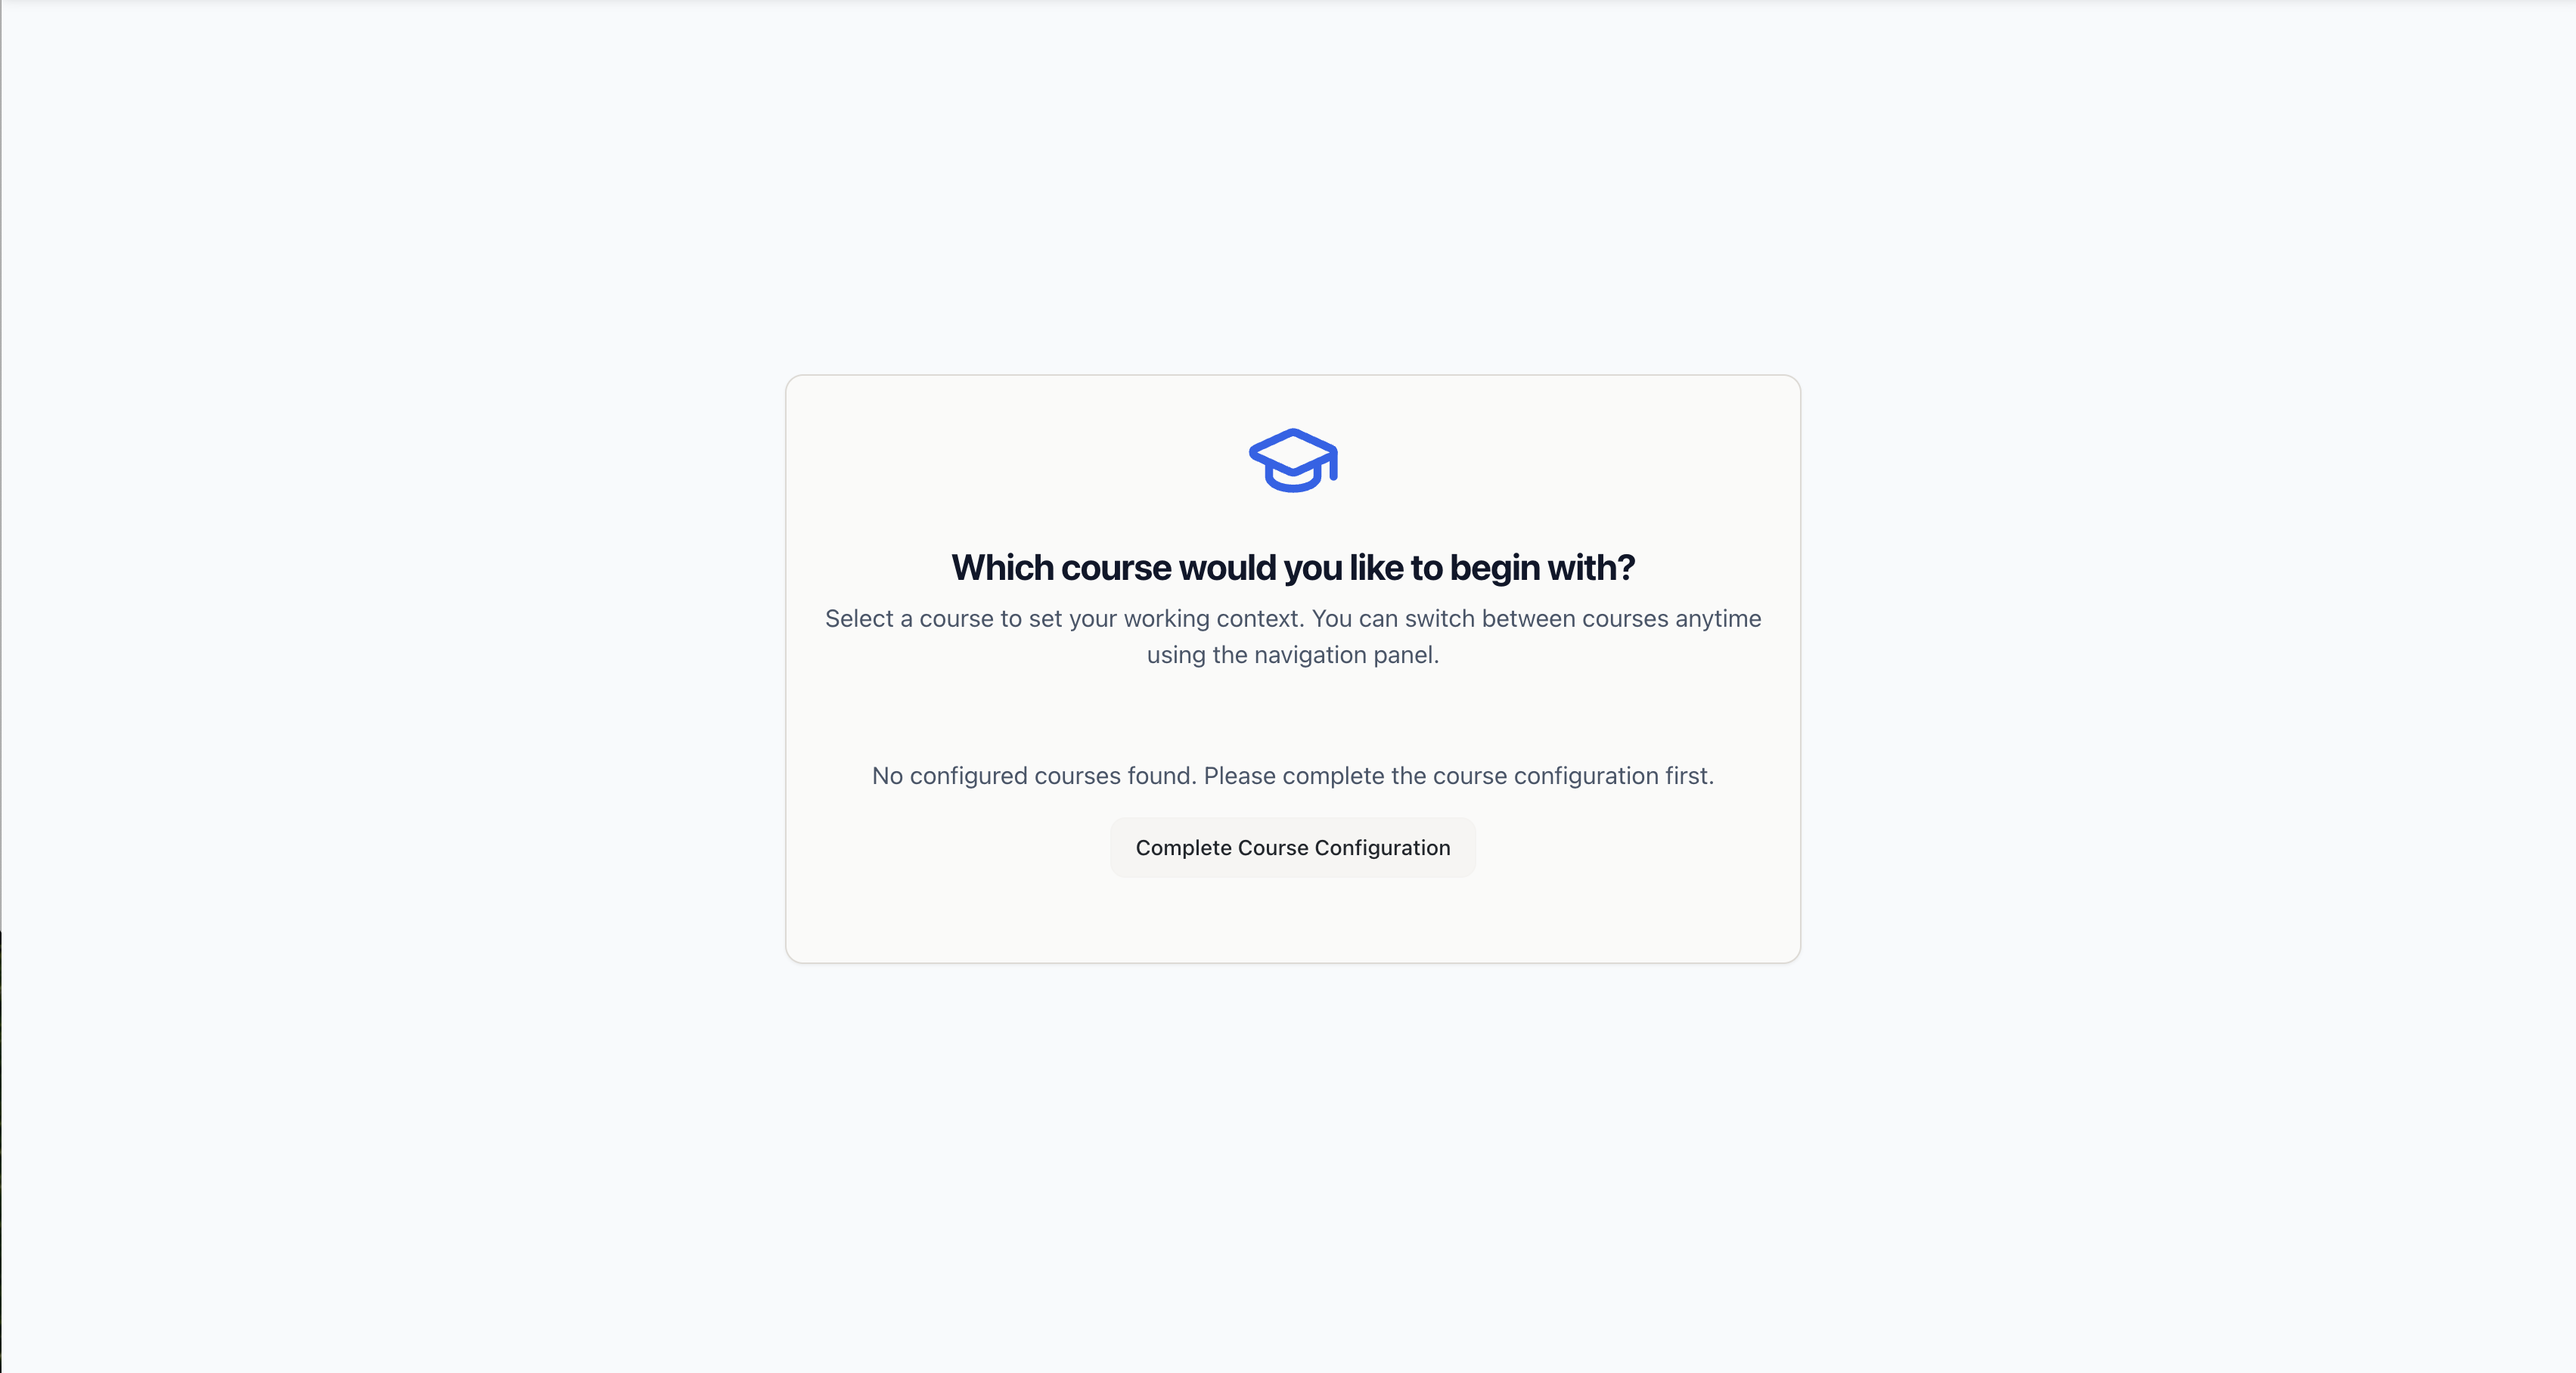 Which course would you like to begin with?
Select a course to set your working context. You can switch between courses anytime
using the navigation panel.
No configured courses found. Please complete the course configuration first.
Complete Course Configuration